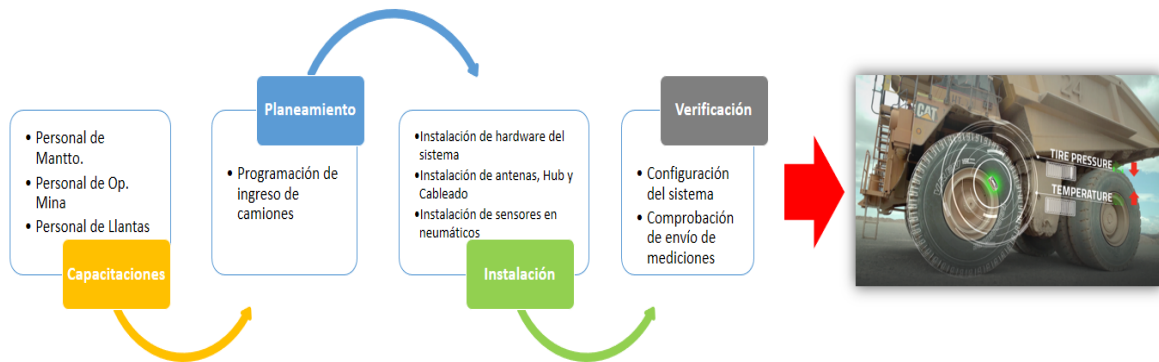 • Personal de
Mantto.
• Personal de Op.
Mina
• Personal de Llantas
Capacitaciones
Planeamiento
• Programación de
ingreso de
camiones
•Instalación de hardware del
sistema
•Instalación de antenas, Hub y
Cableado
•Instalación de sensores en
neumáticos
Instalación
Verificación
• Configuración
del sistema
• Comprobación
de envío de
mediciones
24
CAT
TIRE PRESSURE
TEMPERATURE